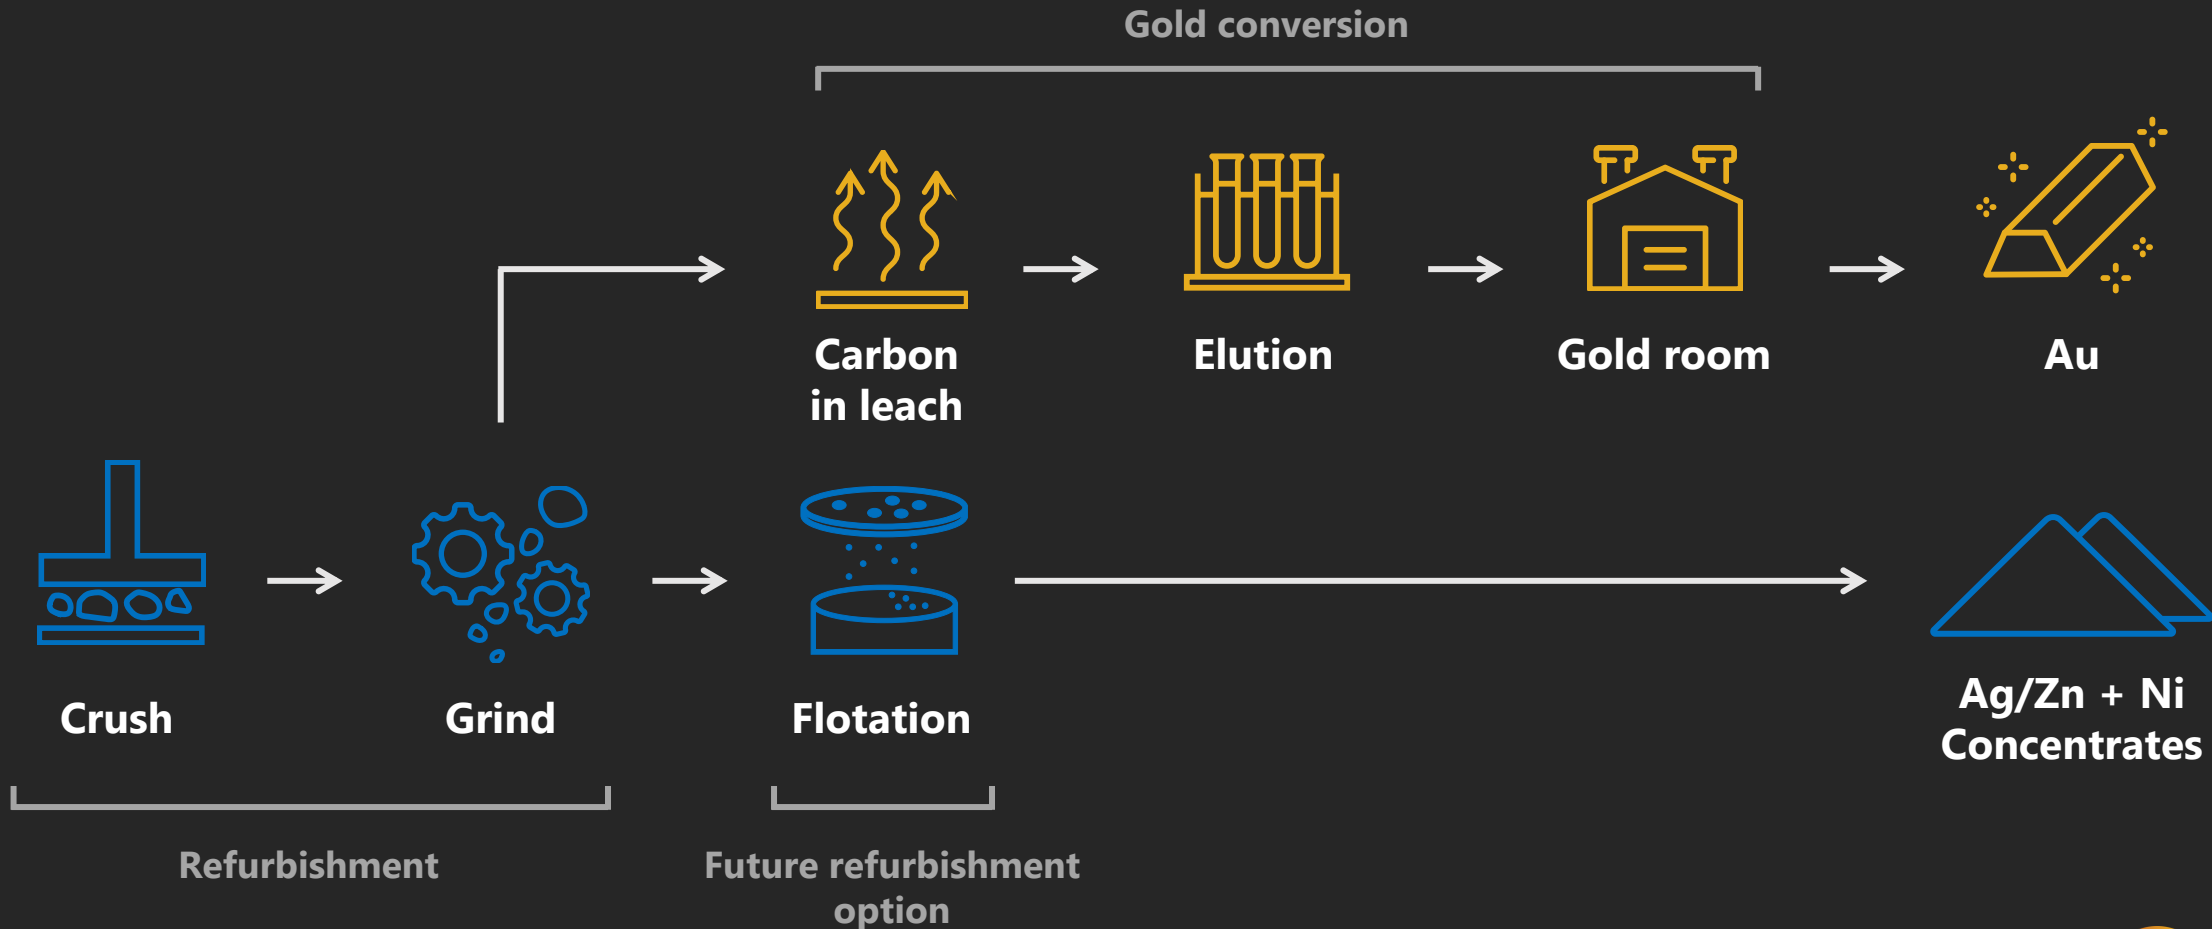 Gold conversion
Carbon
in leach
Elution
Gold room
Au
Crush
Grind
Flotation
Ag/Zn + Ni
Concentrates
Refurbishment
Future refurbishment
option